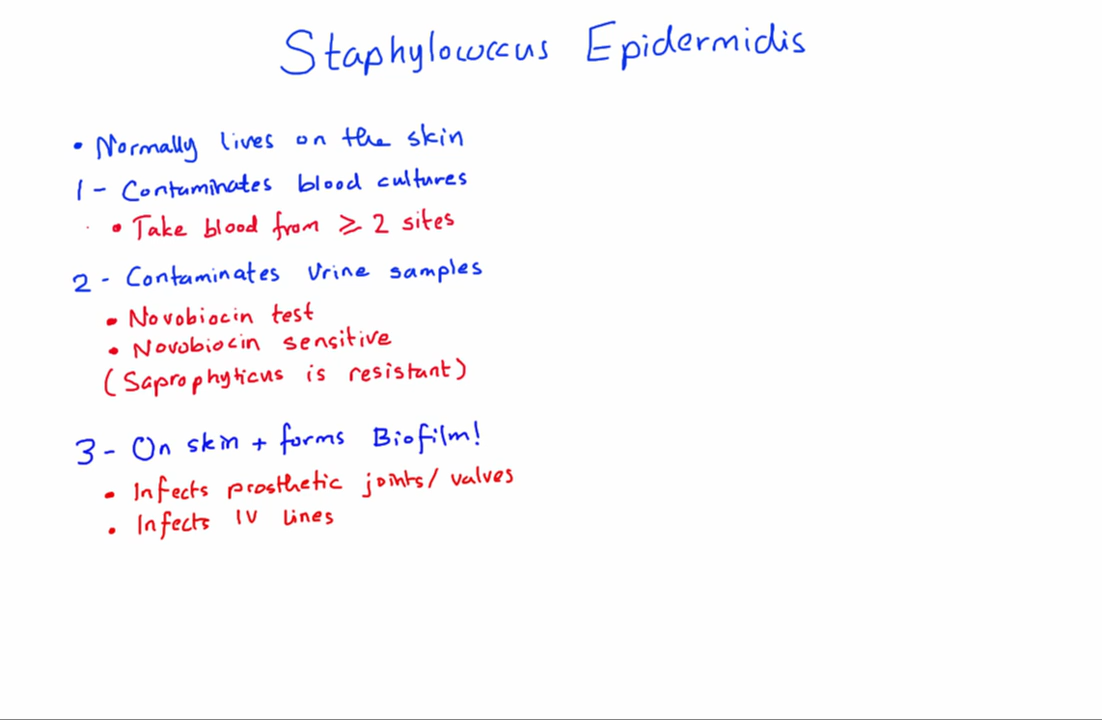 Staphylococcus Epidermidis
• Normally lives on the skin
1 - Contaminates blood cultures
• Take blood from ≥ 2 sites
2 - Contaminates Urine samples
• Novobiocin test
• Novobiocin sensitive
(Saprophyticus is resistant)
3 - On skin + forms Biofilm!
• Infects prosthetic joints/ valves
• Infects IV lines